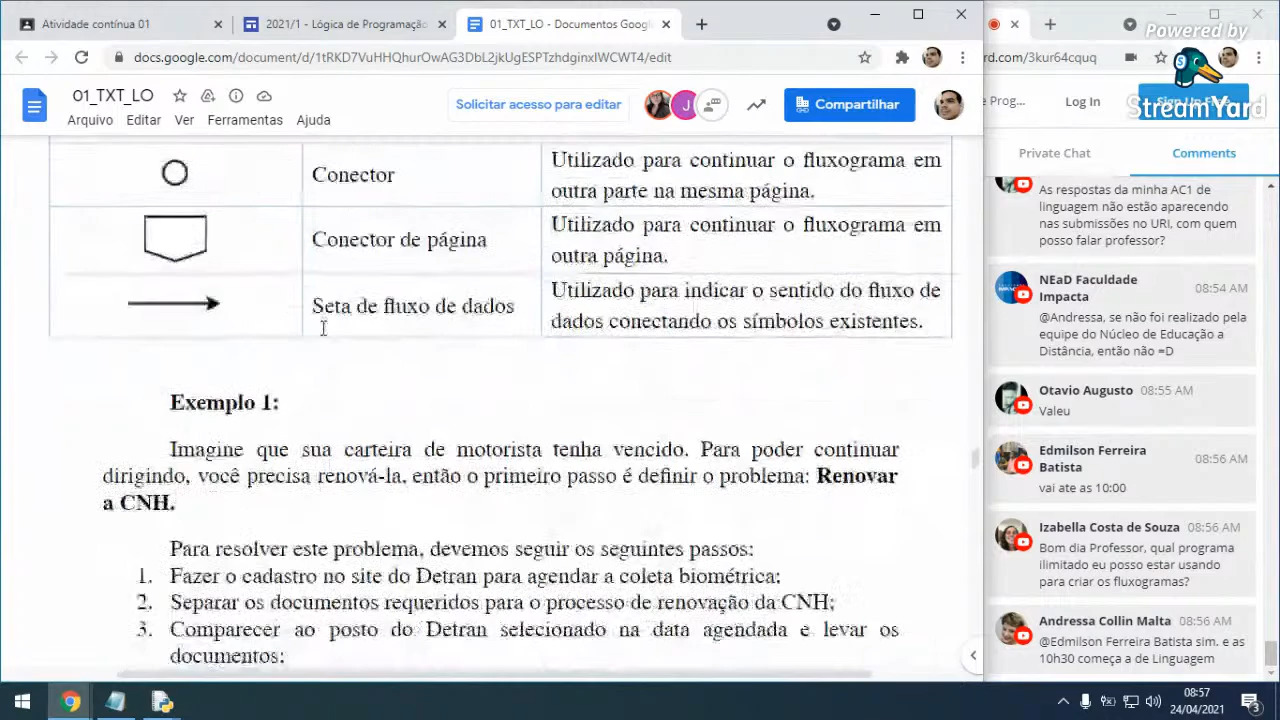 Atividade contínua 01
2021/1 - Lógica de Programação
01_TXT_LO - Documentos Google
Powered by
docs.google.com/document/d/1tRKD7VuHHQhurOwAG3DbL2jkUgESPTzhdginxIWCWT4/edit
rd.com/3kur64cquq
StreamYard
01_TXT_LO
Arquivo Editar Ver Ferramentas Ajuda
Solicitar acesso para editar
J
Compartilhar
Prog... Log In
Private Chat Comments
Conector
Utilizado para continuar o fluxograma em
outra parte na mesma página.
Conector de página
Utilizado para continuar o fluxograma em
outra página.
Seta de fluxo de dados
Utilizado para indicar o sentido do fluxo de
dados conectando os símbolos existentes.
Exemplo 1:
Imagine que sua carteira de motorista tenha vencido. Para poder continuar
dirigindo, você precisa renová-la, então o primeiro passo é definir o problema: Renovar
a CNH.
Para resolver este problema, devemos seguir os seguintes passos:
1. Fazer o cadastro no site do Detran para agendar a coleta biométrica;
2. Separar os documentos requeridos para o processo de renovação da CNH;
3. Comparecer ao posto do Detran selecionado na data agendada e levar os
documentos;
As respostas da minha AC1 de
linguagem não estão aparecendo
nas submissões no URI, com quem
posso falar professor?
NEaD Faculdade
Impacta
08:54 AM
@Andressa, se não foi realizado pela
equipe do Núcleo de Educação a
Distância, então não =D
Otavio Augusto 08:55 AM
Valeu
Edmilson Ferreira
Batista
08:56 AM
vai ate as 10:00
Izabella Costa de Souza 08:56 AM
Bom dia Professor, qual programa
ilimitado eu posso estar usando
para criar os fluxogramas?
Andressa Collin Malta 08:56 AM
@Edmilson Ferreira Batista sim. e as
10h30 começa a de Linguagem
08:57
24/04/2021
3